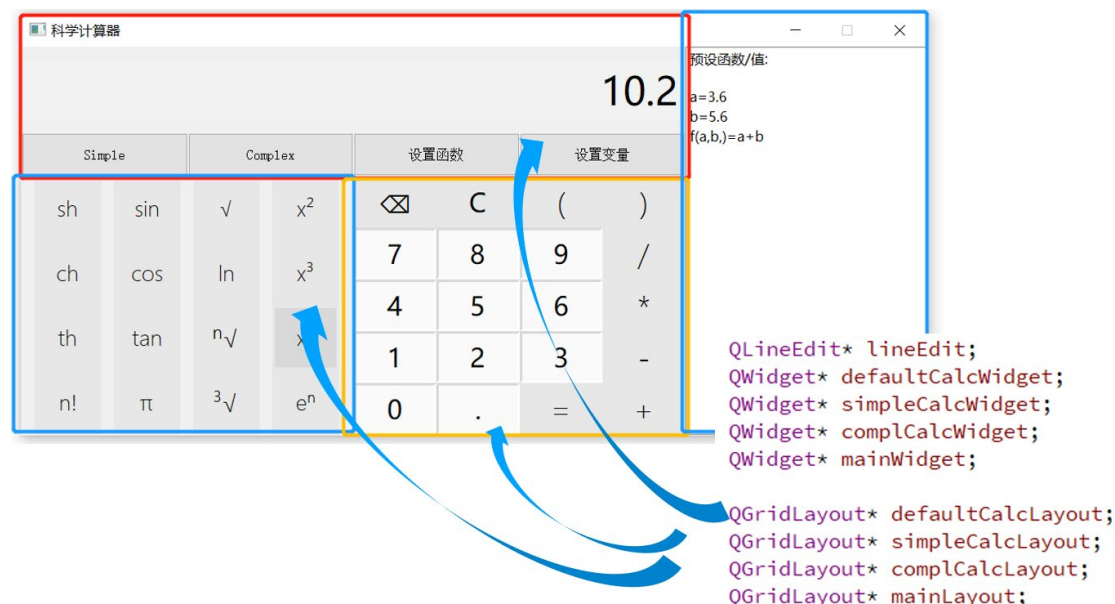 科学计算器
10.2
Simple Complex 设置函数 设置变量
sh sin √ x² ⌫ C ( )
ch cos ln x³ 7 8 9 /
th tan ⁿ√ 4 5 6 *
n! π ³√ eⁿ 1 2 3 -
0 . = +
预设函数/值:
a=3.6
b=5.6
f(a,b,)=a+b
QLineEdit* lineEdit;
QWidget* defaultCalcWidget;
QWidget* simpleCalcWidget;
QWidget* complCalcWidget;
QWidget* mainWidget;
QGridLayout* defaultCalcLayout;
QGridLayout* simpleCalcLayout;
QGridLayout* complCalcLayout;
QGridLayout* mainLayout;